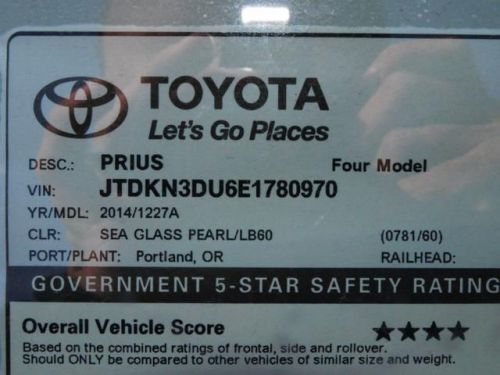 TOYOTA
Let's Go Places
DESC.: PRIUS Four Model
VIN: JTDKN3DU6E1780970
YR/MDL: 2014/1227A
CLR: SEA GLASS PEARL/LB60 (0781/60)
PORT/PLANT: Portland, OR RAILHEAD:
GOVERNMENT 5-STAR SAFETY RATING
Overall Vehicle Score ★★★★
Based on the combined ratings of frontal, side and rollover.
Should ONLY be compared to other vehicles of similar size and weight.